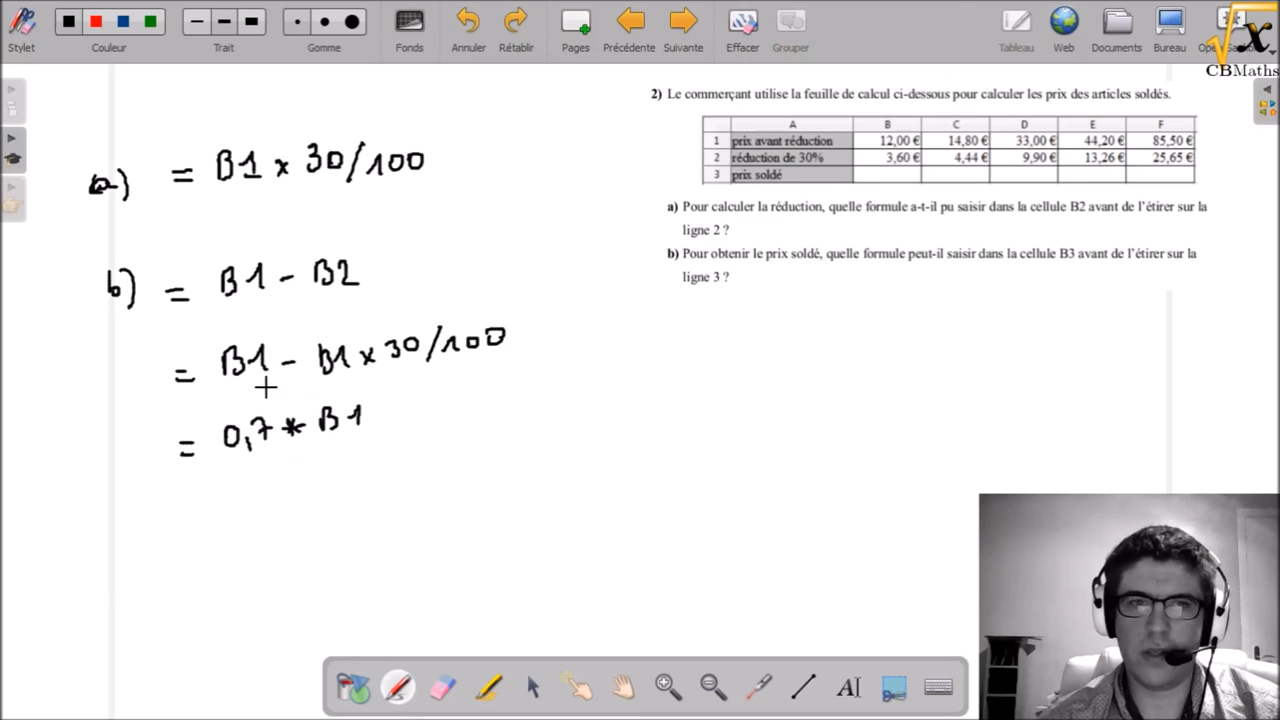 Stylet
Couleur
Trait
Gomme
Fonds
Annuler
Rétablir
Pages
Précédente
Suivante
Effacer
Grouper
Tableau
Web
Documents
Bureau
CBMaths
a) = B1 × 30/100
b) = B1 - B2
= B1 - B1 × 30/100
= 0,7 * B1
2) Le commerçant utilise la feuille de calcul ci-dessous pour calculer les prix des articles soldés.
A B C D E F
1 prix avant réduction 12,00 € 14,80 € 33,00 € 44,20 € 85,50 €
2 réduction de 30% 3,60 € 4,44 € 9,90 € 13,26 € 25,65 €
3 prix soldé
a) Pour calculer la réduction, quelle formule a-t-il pu saisir dans la cellule B2 avant de l'étirer sur la
ligne 2 ?
b) Pour obtenir le prix soldé, quelle formule peut-il saisir dans la cellule B3 avant de l'étirer sur la
ligne 3 ?